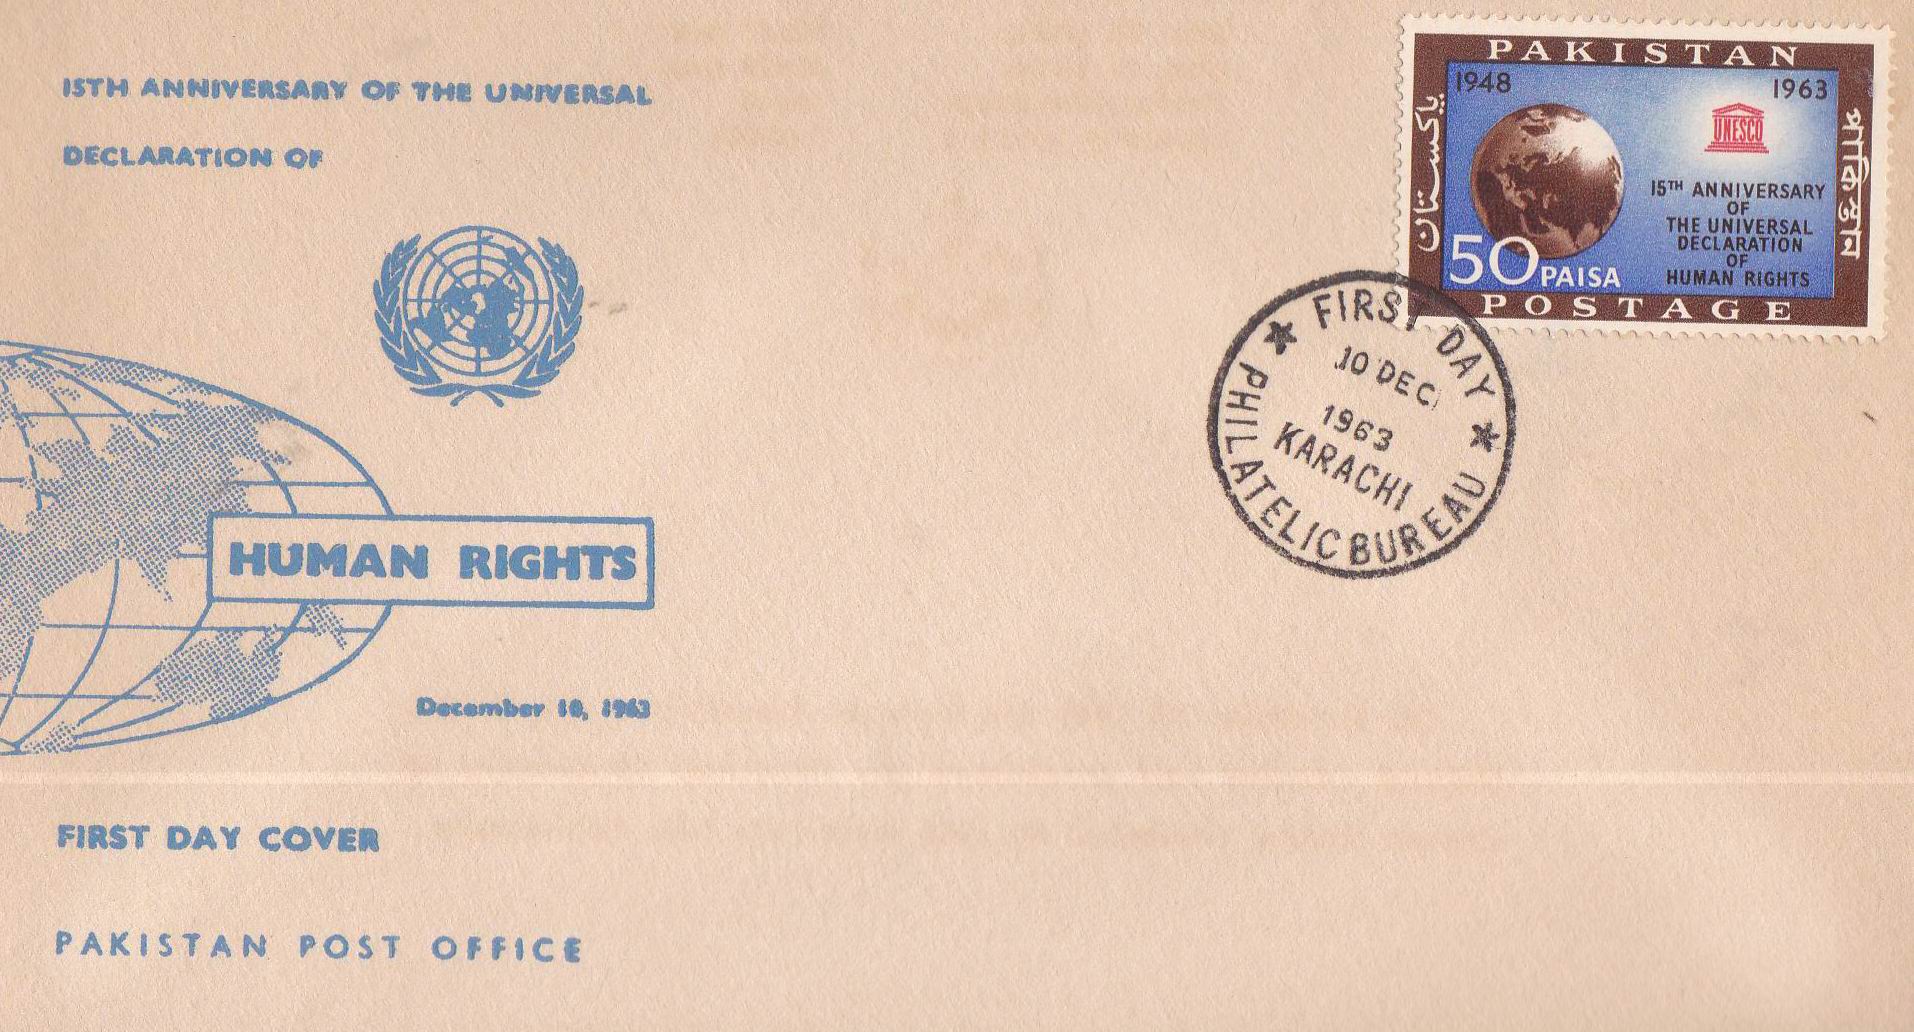 15TH ANNIVERSARY OF THE UNIVERSAL
DECLARATION OF
HUMAN RIGHTS
December 10, 1963
FIRST DAY COVER
PAKISTAN POST OFFICE
PAKISTAN
1948 1963
پاکستان
UNESCO
পাকিস্তান
15TH ANNIVERSARY
OF
THE UNIVERSAL
DECLARATION
OF
HUMAN RIGHTS
50 PAISA
POSTAGE
FIRST DAY
10 DEC
1963
KARACHI
PHILATELIC BUREAU